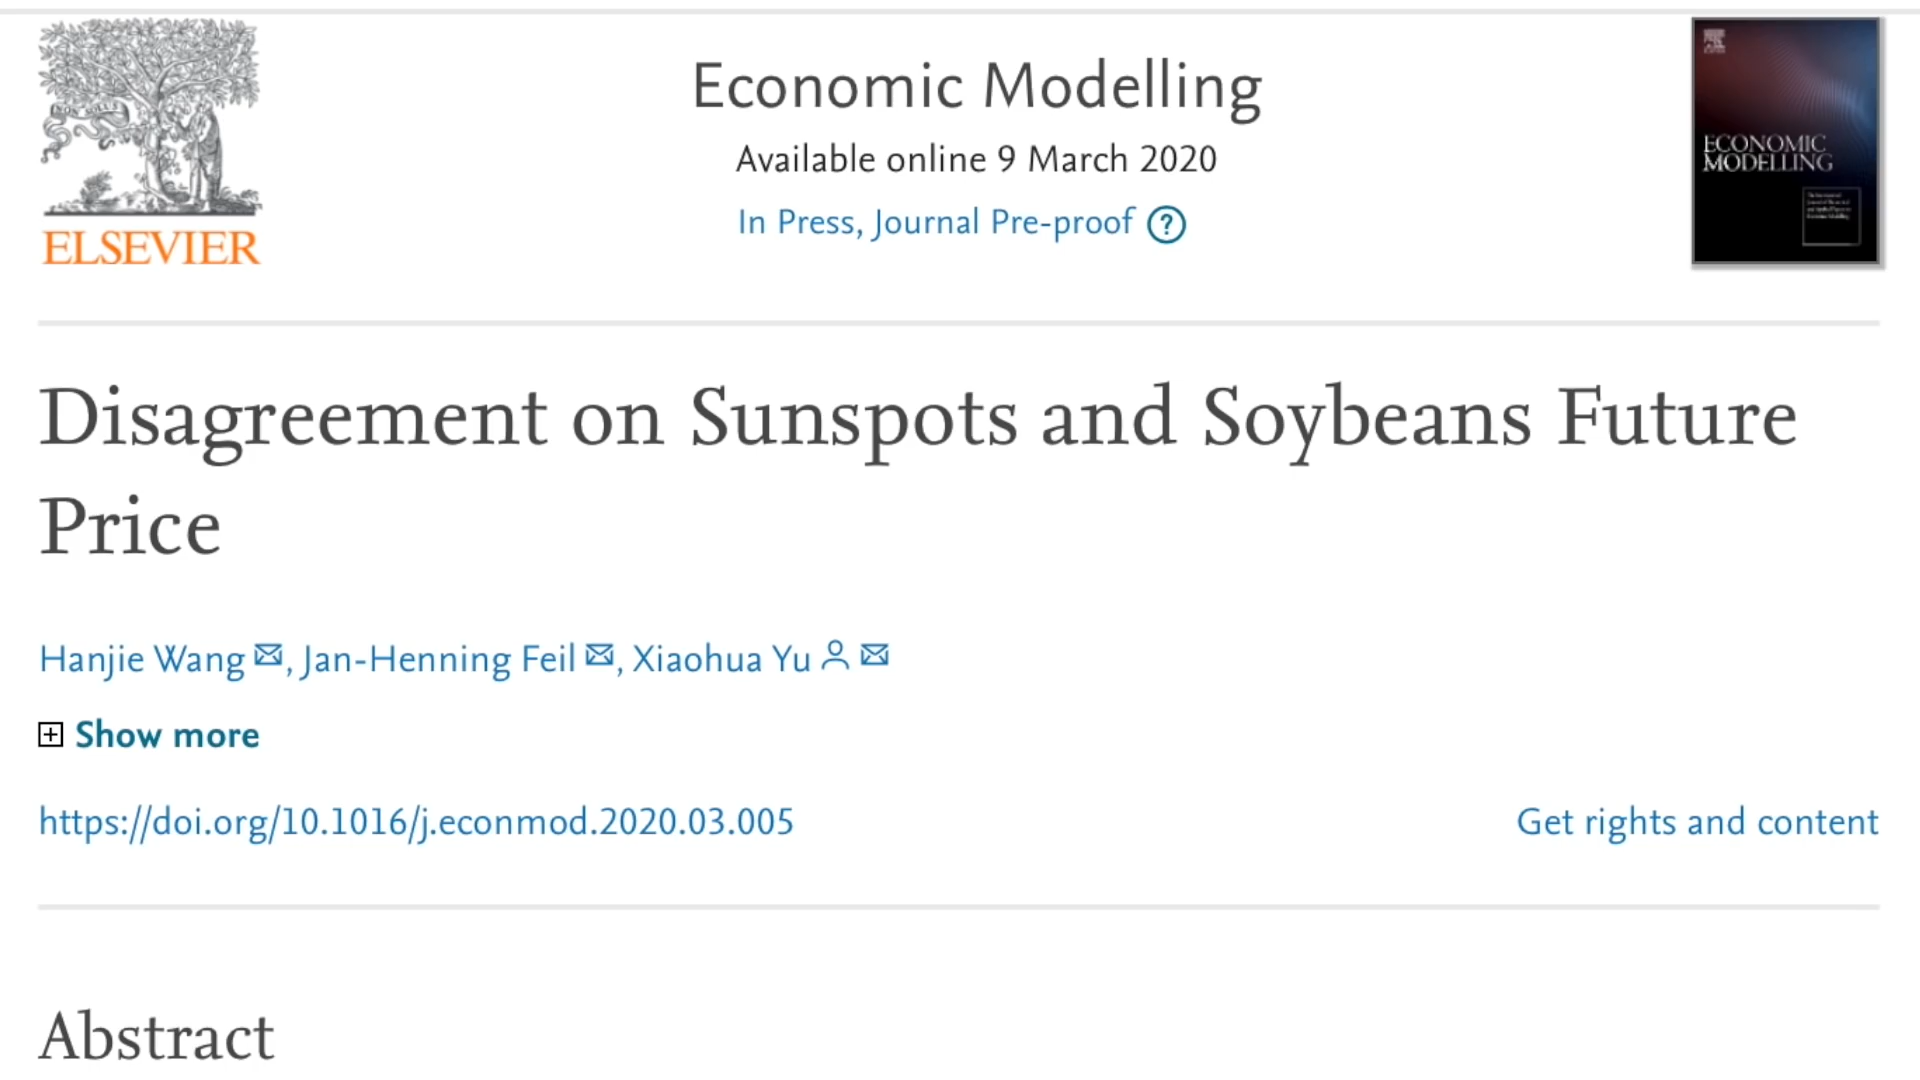 NON SOLUS
ELSEVIER
Economic Modelling
Available online 9 March 2020
In Press, Journal Pre-proof ?
ECONOMIC
MODELLING
Disagreement on Sunspots and Soybeans Future
Price
Hanjie Wang, Jan-Henning Feil, Xiaohua Yu
Show more
https://doi.org/10.1016/j.econmod.2020.03.005
Get rights and content
Abstract